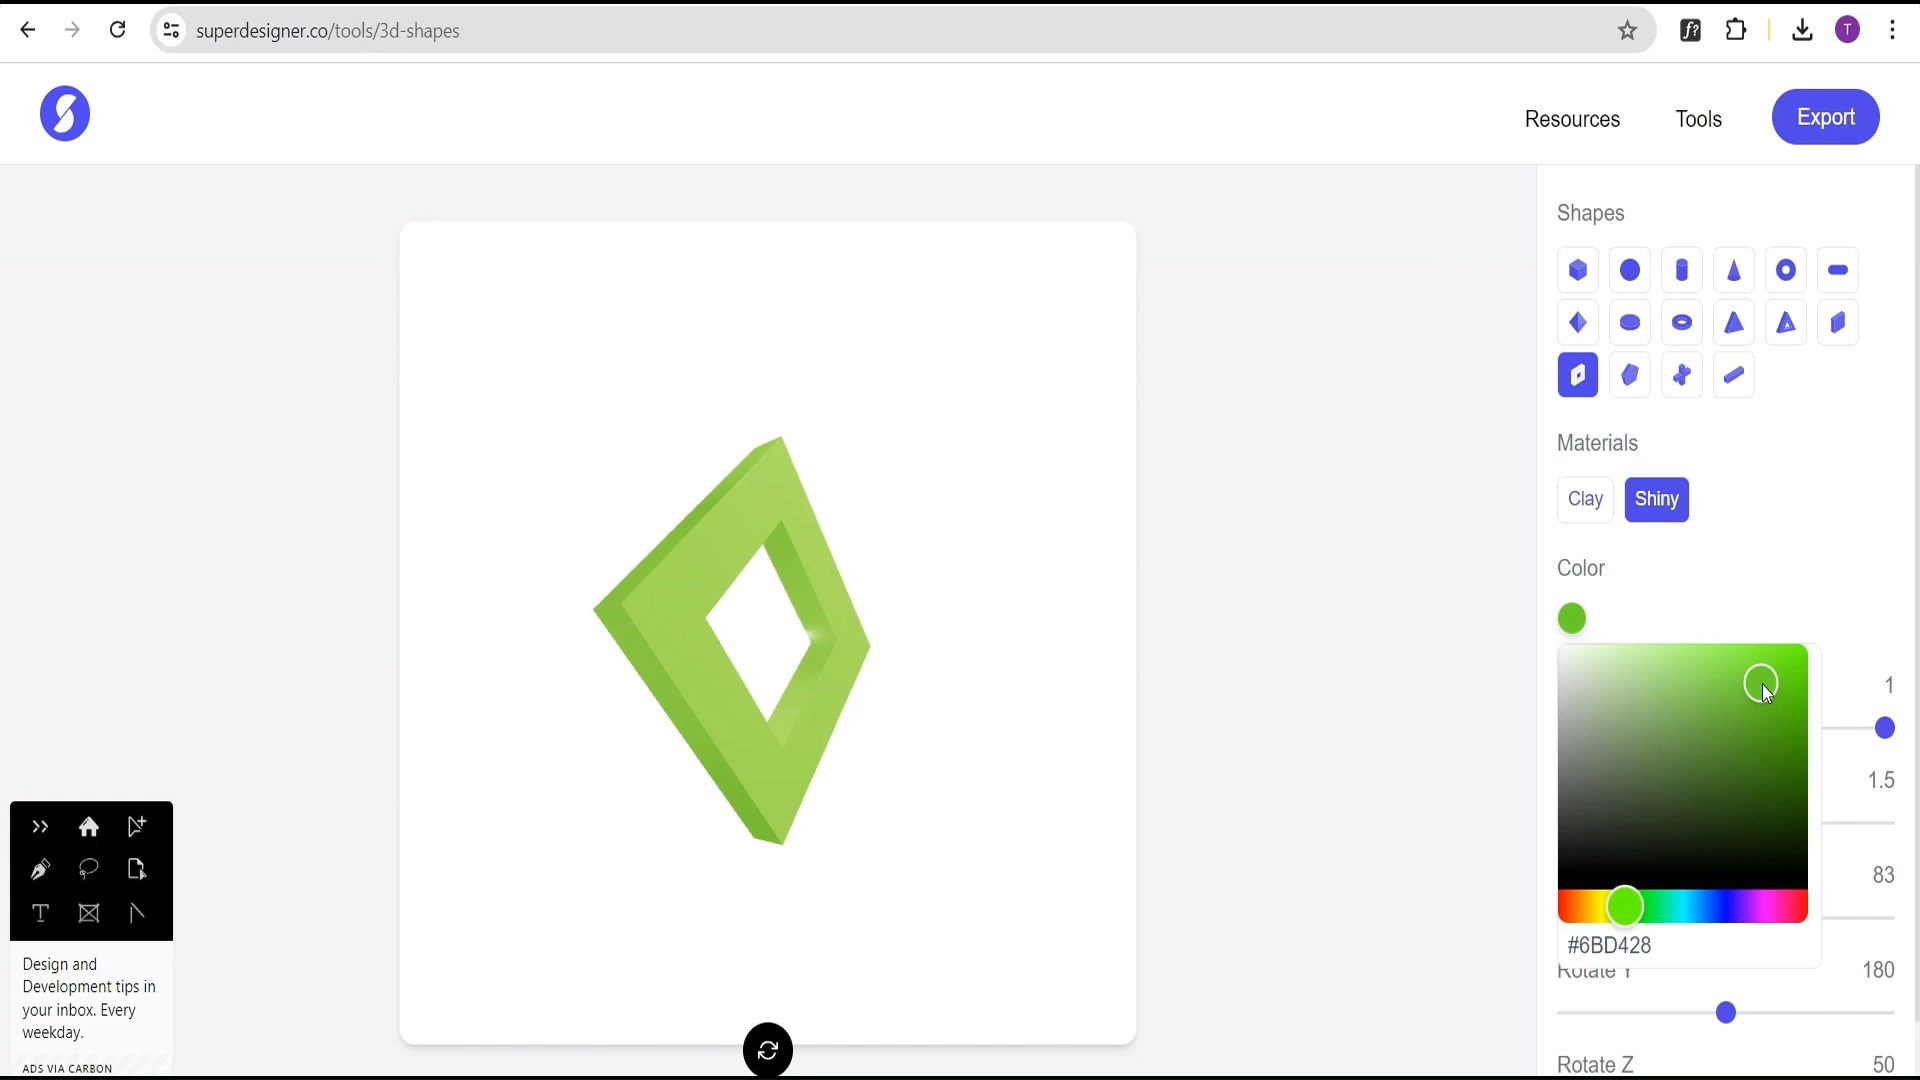 superdesigner.co/tools/3d-shapes
f?
T
Resources
Tools
Export
Shapes
Materials
Clay
Shiny
Color
1
1.5
83
#6BD428
Rotate Y
180
Rotate Z
50
T
Design and
Development tips in
your inbox. Every
weekday.
ADS VIA CARBON